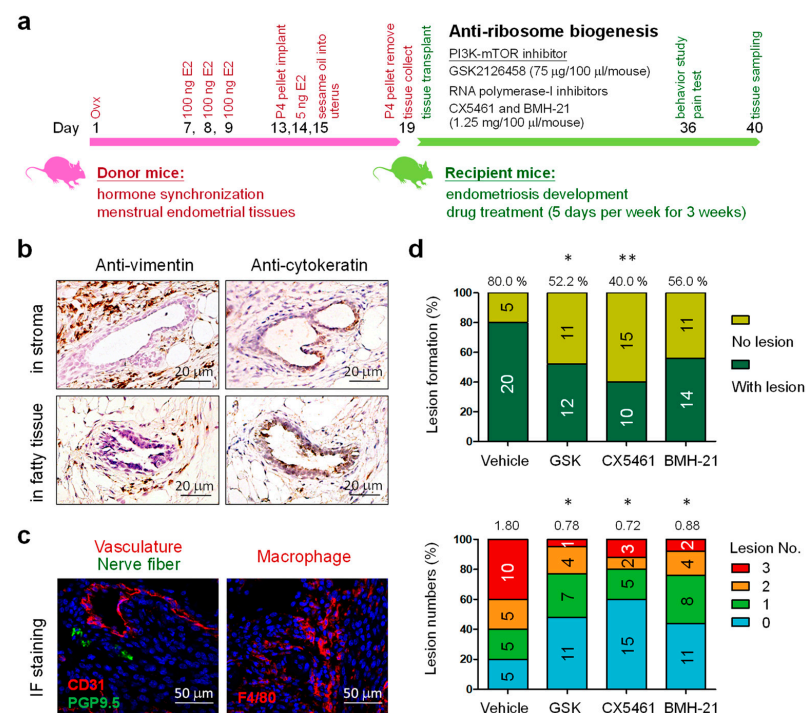 a
Ovx
100 ng E2
100 ng E2
100 ng E2
P4 pellet implant
5 ng E2
sesame oil into
uterus
P4 pellet remove
tissue collect
tissue transplant
Anti-ribosome biogenesis
PI3K-mTOR inhibitor
GSK2126458 (75 µg/100 µl/mouse)
RNA polymerase-I inhibitors
CX5461 and BMH-21
(1.25 mg/100 µl/mouse)
behavior study
pain test
tissue sampling
Day 1 7, 8, 9 13,14,15 19 36 40
Donor mice:
hormone synchronization
menstrual endometrial tissues
Recipient mice:
endometriosis development
drug treatment (5 days per week for 3 weeks)
b
Anti-vimentin Anti-cytokeratin
in stroma
20 µm 20 µm
in fatty tissue
20 µm 20 µm
c
Vasculature
Nerve fiber
Macrophage
IF staining
CD31
PGP9.5
50 µm
F4/80
50 µm
d
* **
80.0 % 52.2 % 40.0 % 56.0 %
Lesion formation (%)
100
80
60
40
20
0
5 11 15 11
20 12 10 14
Vehicle GSK CX5461 BMH-21
No lesion
With lesion
* * *
1.80 0.78 0.72 0.88
Lesion numbers (%)
100
80
60
40
20
0
10 1 3 2
5 4 2 4
5 7 5 8
5 11 15 11
Vehicle GSK CX5461 BMH-21
Lesion No.
3
2
1
0